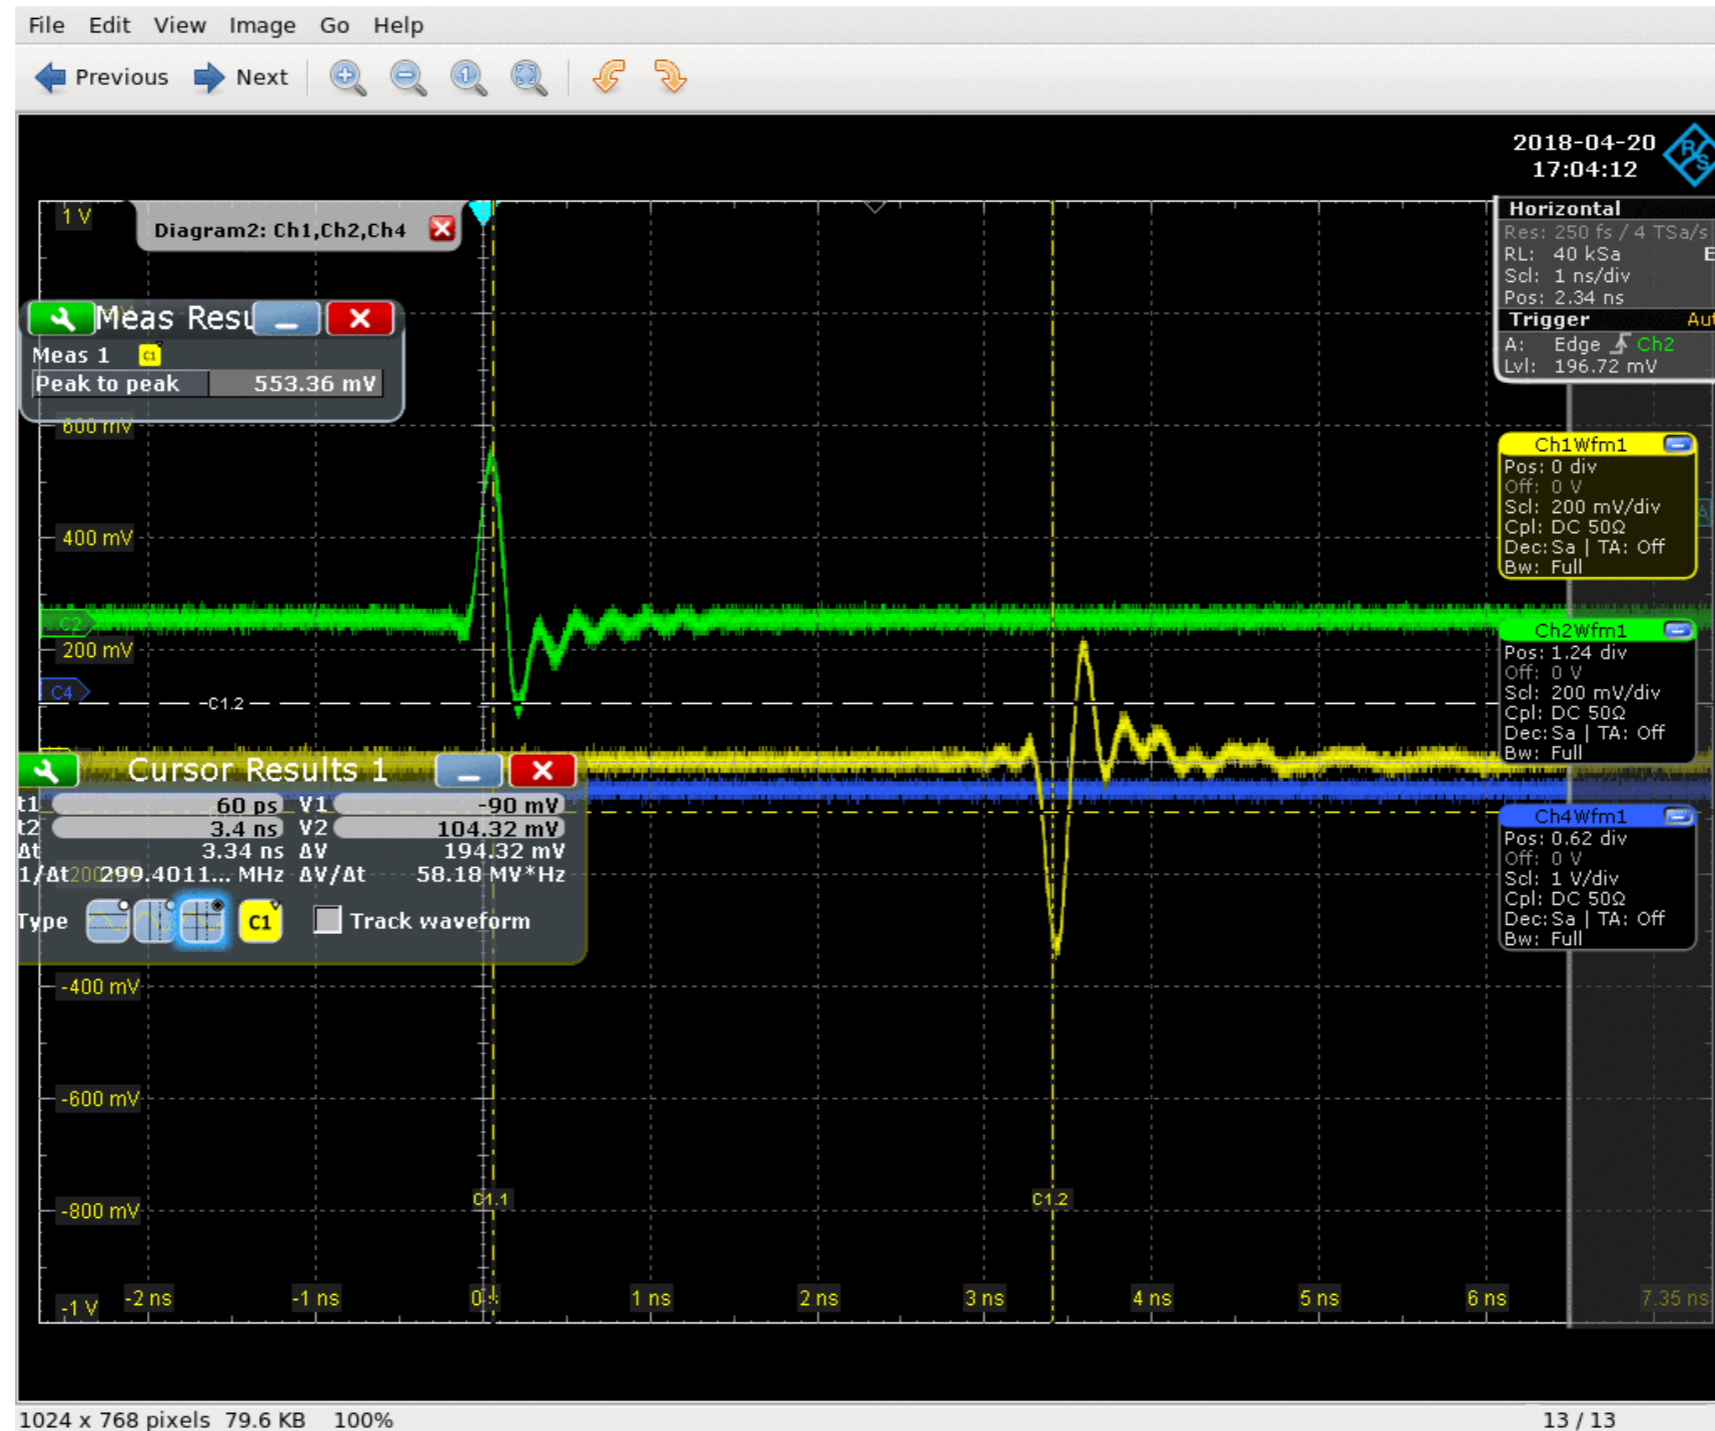 File Edit View Image Go Help
Previous Next
2018-04-20
17:04:12
R&S
1 V
Diagram2: Ch1,Ch2,Ch4
Horizontal
Res: 250 fs / 4 TSa/s
RL: 40 kSa E
Scl: 1 ns/div
Pos: 2.34 ns
Trigger Aut
A: Edge Ch2
Lvl: 196.72 mV
Meas Resu
Meas 1 C1
Peak to peak 553.36 mV
600 mV
400 mV
C2
200 mV
C4
C1.2
Ch1Wfm1
Pos: 0 div
Off: 0 V
Scl: 200 mV/div
Cpl: DC 50Ω
Dec:Sa | TA: Off
Bw: Full
Ch2Wfm1
Pos: 1.24 div
Off: 0 V
Scl: 200 mV/div
Cpl: DC 50Ω
Dec:Sa | TA: Off
Bw: Full
Ch4Wfm1
Pos: 0.62 div
Off: 0 V
Scl: 1 V/div
Cpl: DC 50Ω
Dec:Sa | TA: Off
Bw: Full
Cursor Results 1
t1 60 ps V1 -90 mV
t2 3.4 ns V2 104.32 mV
Δt 3.34 ns ΔV 194.32 mV
1/Δt 299.4011... MHz ΔV/Δt 58.18 MV*Hz
Type C1 Track waveform
-400 mV
-600 mV
-800 mV
C1.1 C1.2
-1 V
-2 ns -1 ns 0 1 ns 2 ns 3 ns 4 ns 5 ns 6 ns 7.35 ns
1024 x 768 pixels 79.6 KB 100% 13 / 13